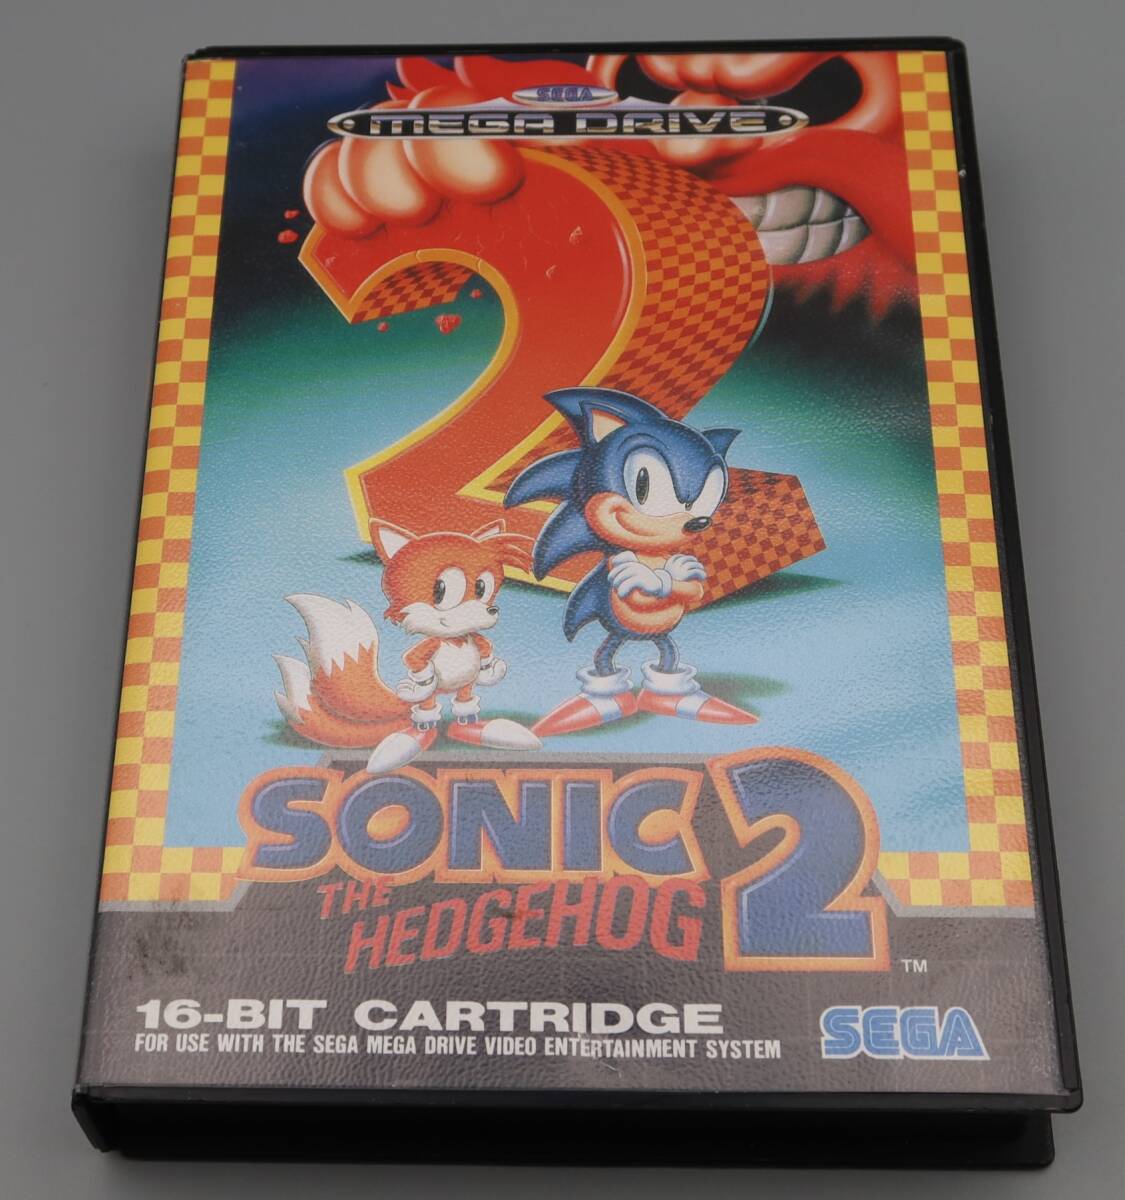 SEGA
MEGA DRIVE
2
SONIC 2
THE
HEDGEHOG
TM
16-BIT CARTRIDGE
FOR USE WITH THE SEGA MEGA DRIVE VIDEO ENTERTAINMENT SYSTEM
SEGA